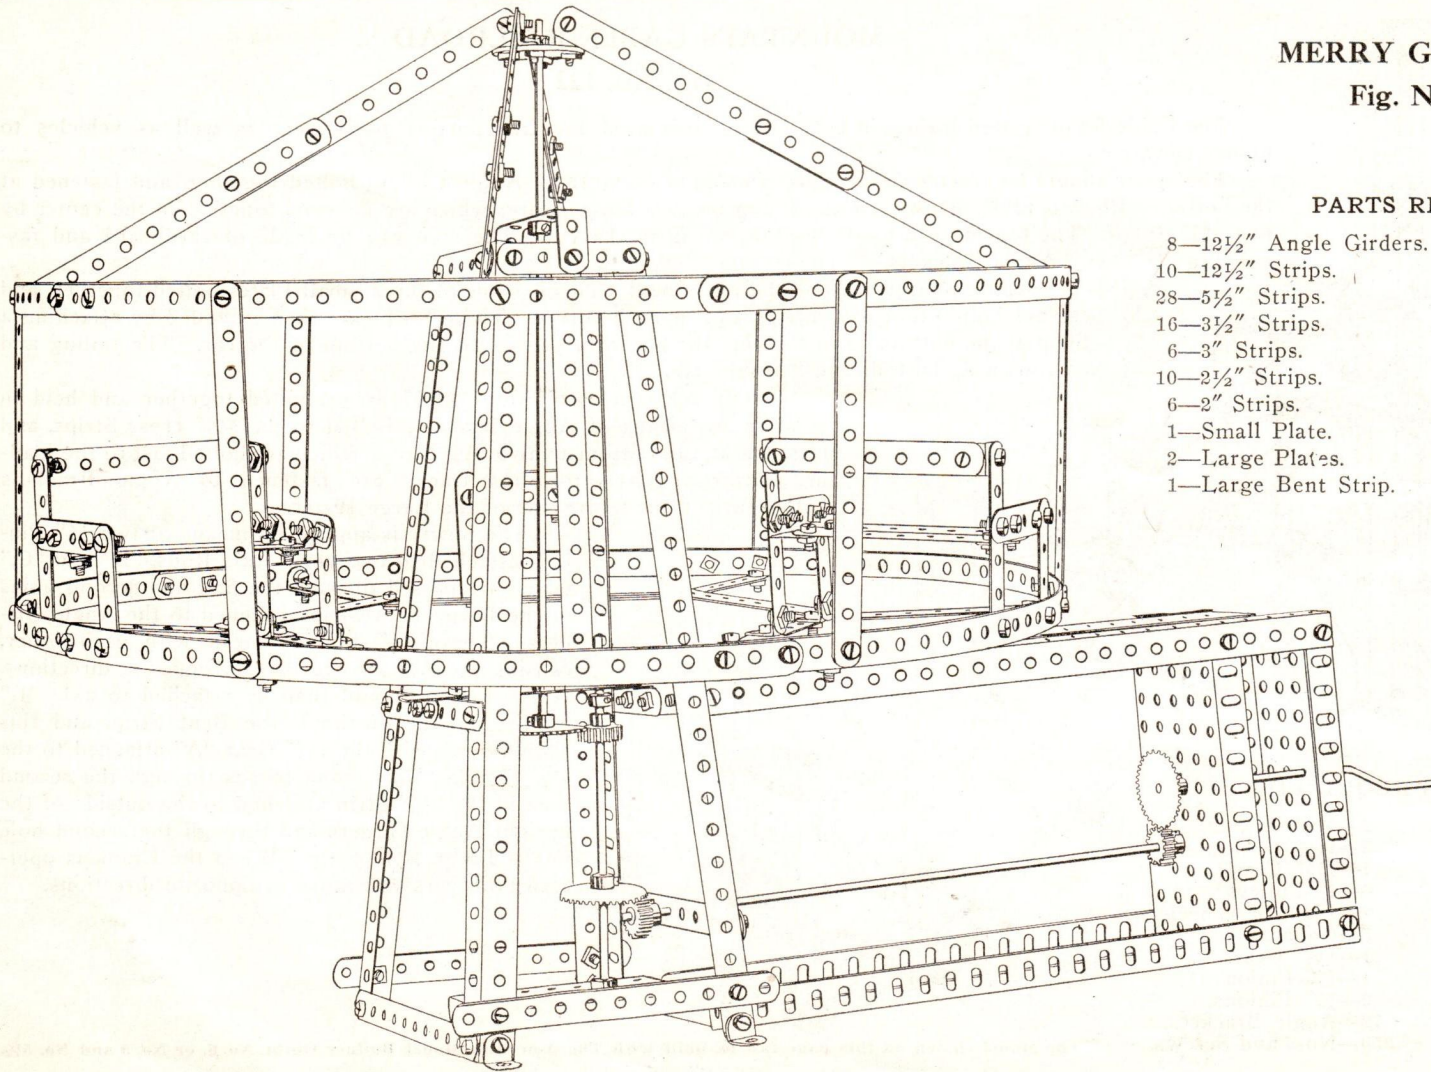 MERRY G
Fig. N
PARTS RE
8—12½″ Angle Girders.
10—12½″ Strips.
28—5½″ Strips.
16—3½″ Strips.
6—3″ Strips.
10—2½″ Strips.
6—2″ Strips.
1—Small Plate.
2—Large Plates.
1—Large Bent Strip.